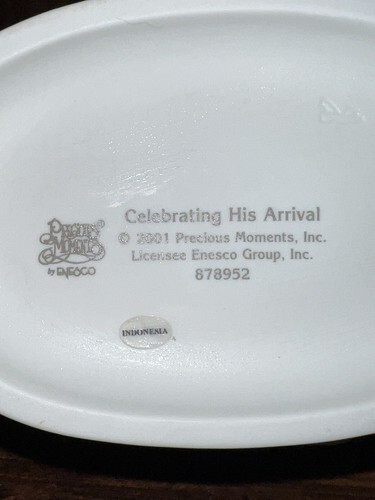 PRECIOUS MOMENTS®
by ENESCO
Celebrating His Arrival
© 2001 Precious Moments, Inc.
Licensee Enesco Group, Inc.
878952
INDONESIA